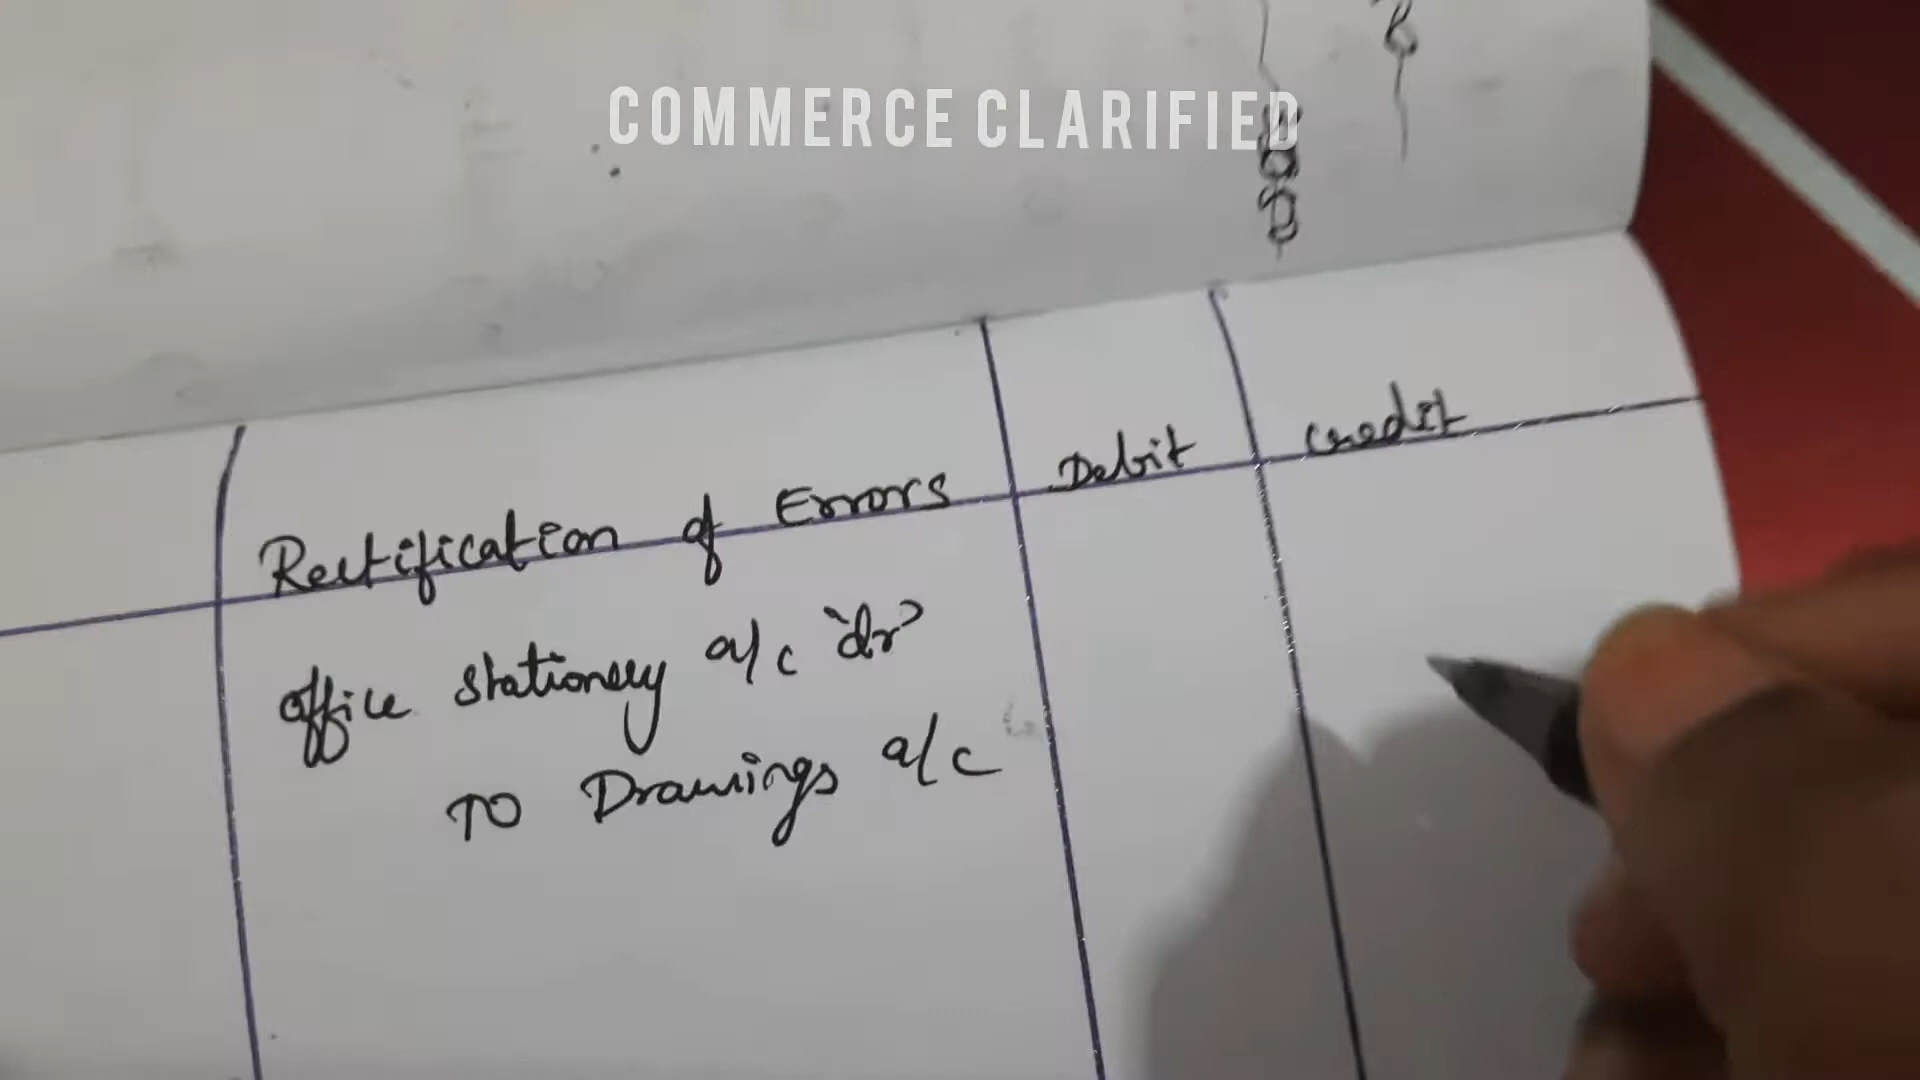 COMMERCE CLARIFIED
Rectification of Errors Debit Credit
office stationery a/c "dr"
TO Drawings a/c